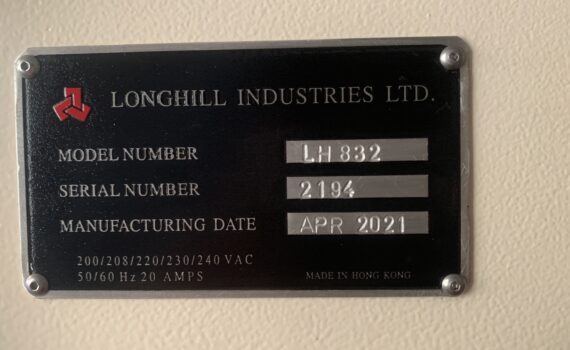 LONGHILL INDUSTRIES LTD.
MODEL NUMBER LH 832
SERIAL NUMBER 2194
MANUFACTURING DATE APR 2021
200/208/220/230/240 VAC
50/60 Hz 20 AMPS
MADE IN HONG KONG